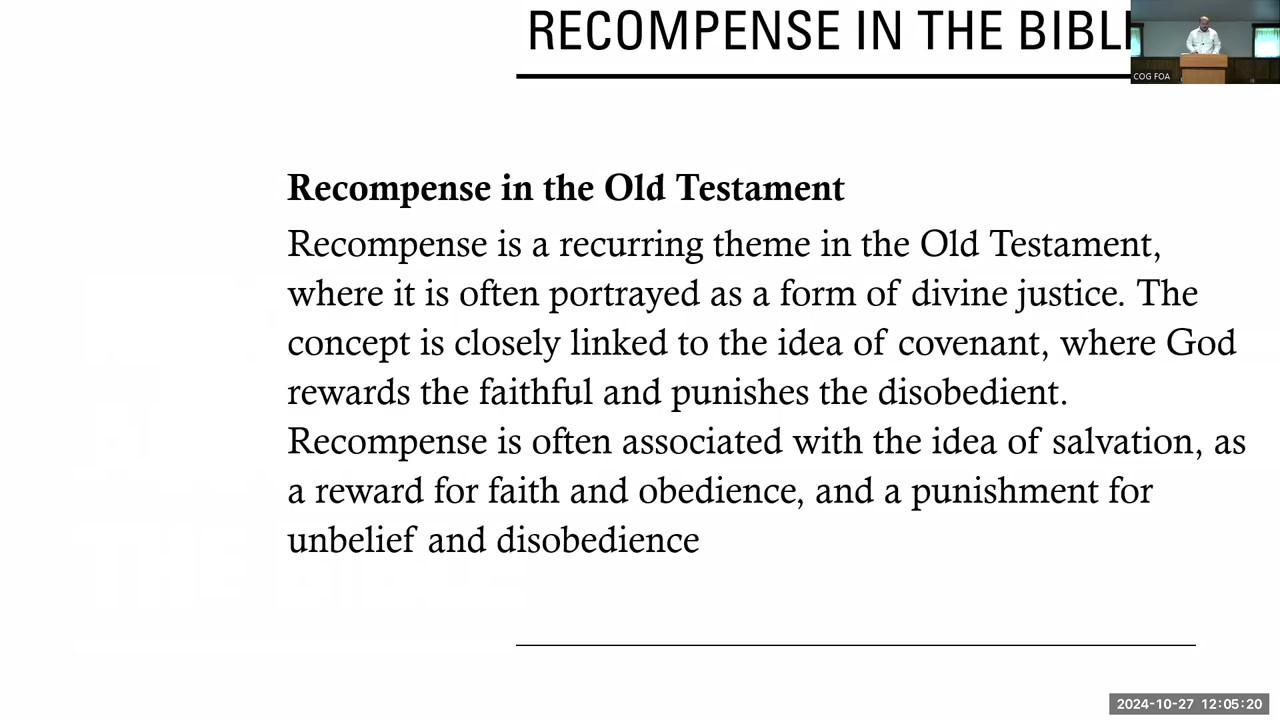 RECOMPENSE IN THE BIBL
COG FOA
Recompense in the Old Testament
Recompense is a recurring theme in the Old Testament,
where it is often portrayed as a form of divine justice. The
concept is closely linked to the idea of covenant, where God
rewards the faithful and punishes the disobedient.
Recompense is often associated with the idea of salvation, as
a reward for faith and obedience, and a punishment for
unbelief and disobedience
2024-10-27 12:05:20